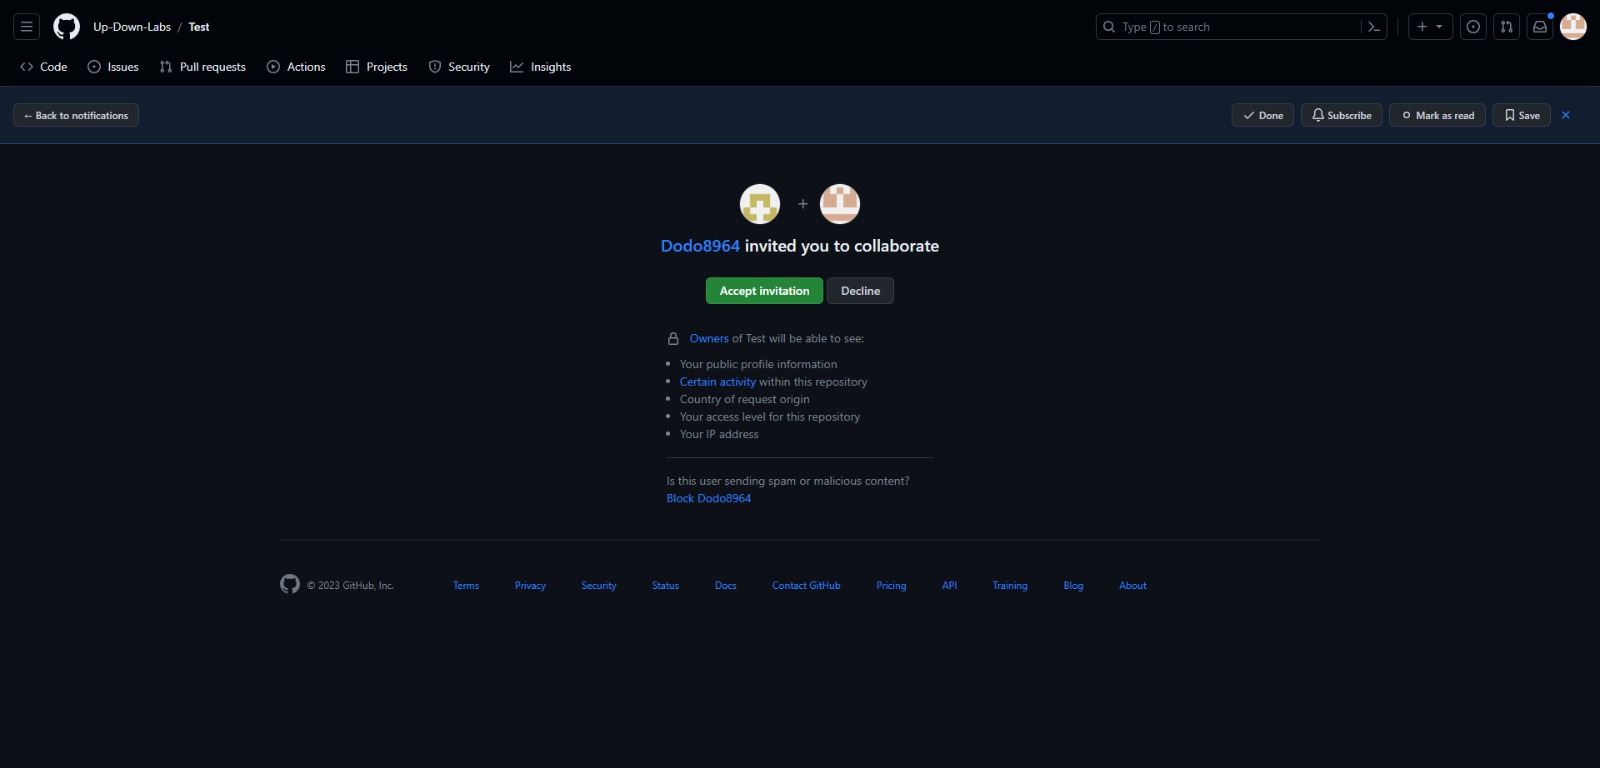 Up-Down-Labs / Test
Type / to search
Code Issues Pull requests Actions Projects Security Insights
← Back to notifications
Done Subscribe Mark as read Save
Dodo8964 invited you to collaborate
Accept invitation Decline
Owners of Test will be able to see:
Your public profile information
Certain activity within this repository
Country of request origin
Your access level for this repository
Your IP address
Is this user sending spam or malicious content?
Block Dodo8964
© 2023 GitHub, Inc. Terms Privacy Security Status Docs Contact GitHub Pricing API Training Blog About